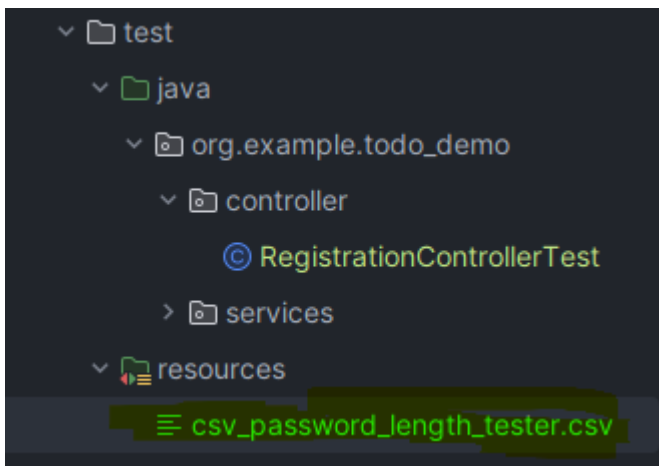 test
java
org.example.todo_demo
controller
RegistrationControllerTest
services
resources
csv_password_length_tester.csv